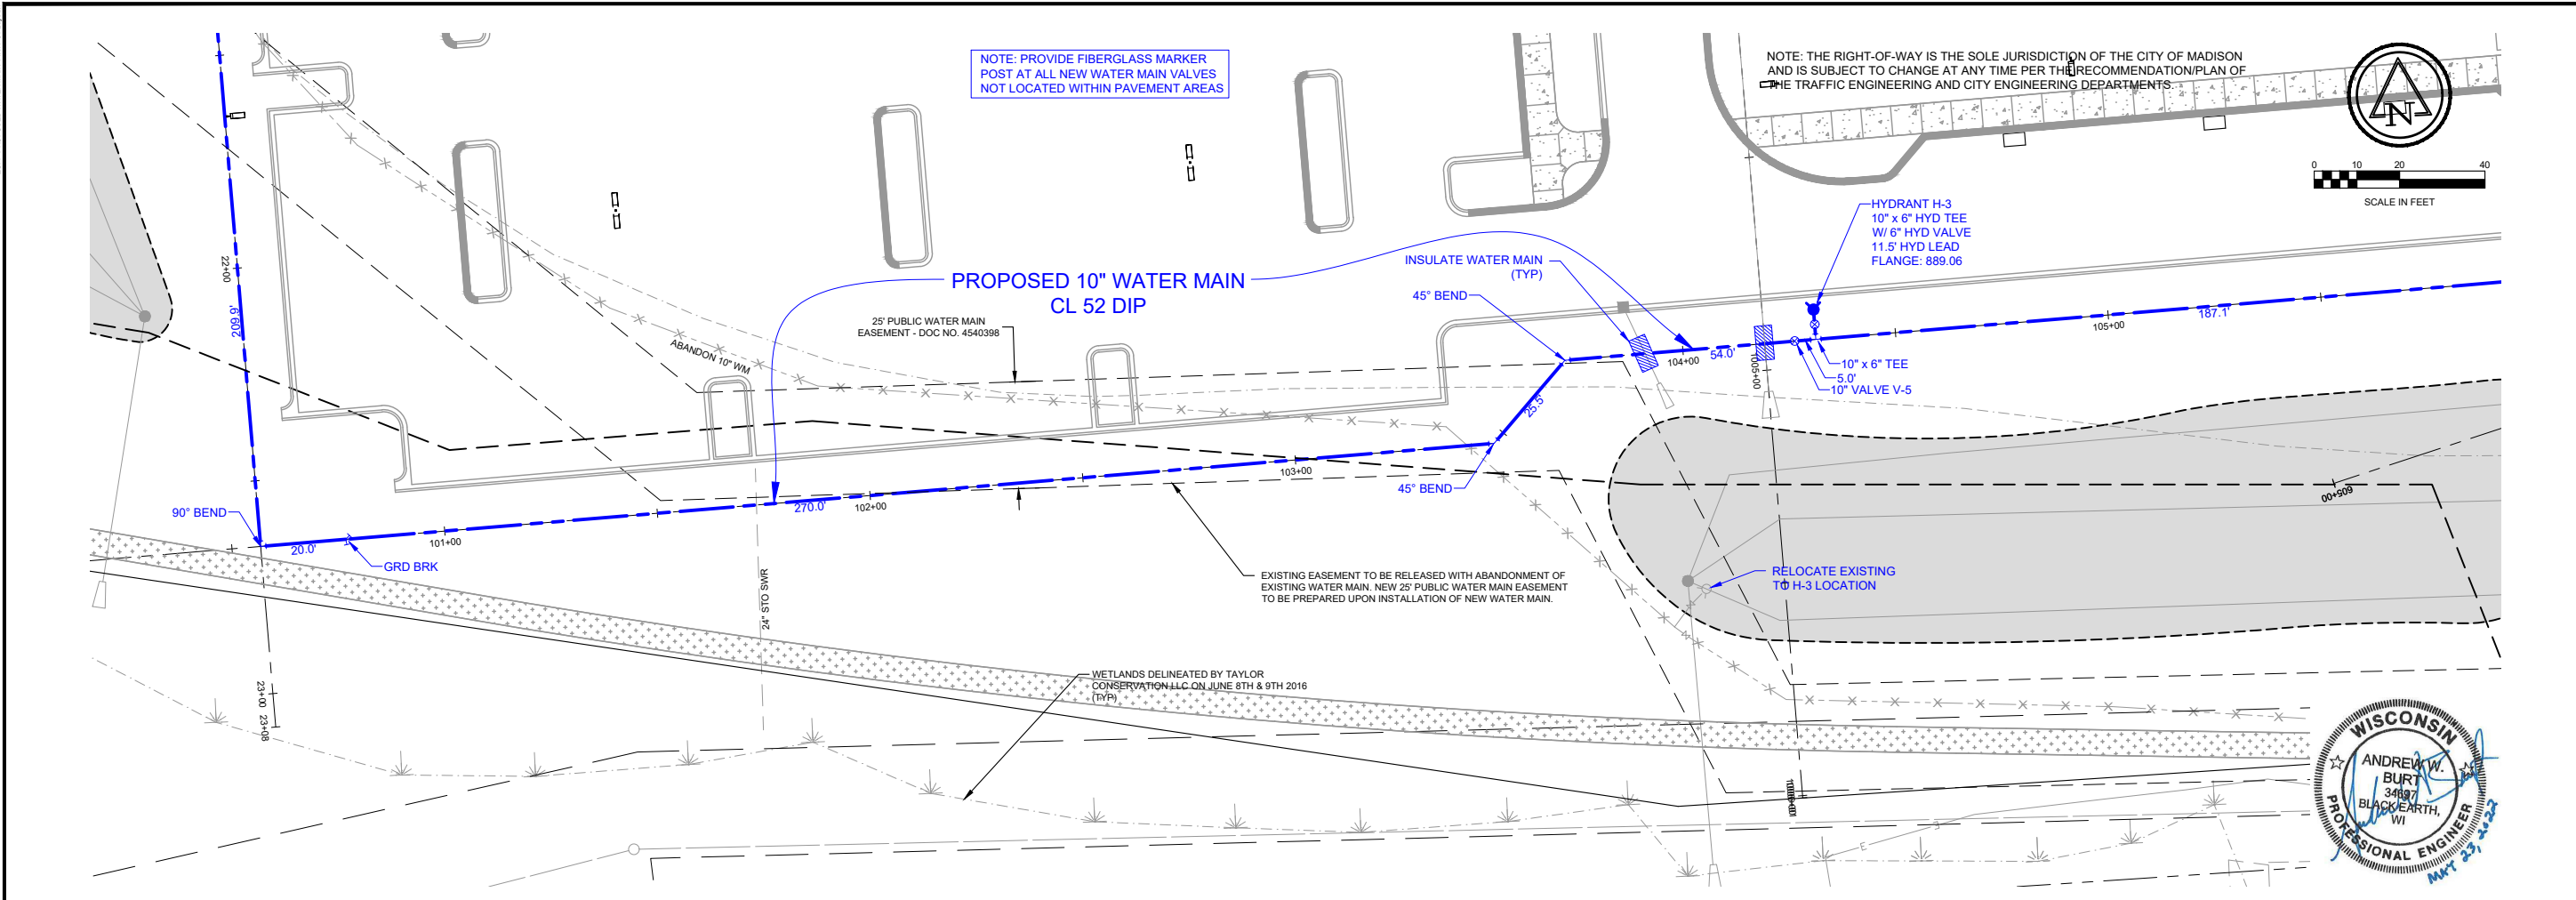 NOTE: PROVIDE FIBERGLASS MARKER
POST AT ALL NEW WATER MAIN VALVES
NOT LOCATED WITHIN PAVEMENT AREAS
NOTE: THE RIGHT-OF-WAY IS THE SOLE JURISDICTION OF THE CITY OF MADISON
AND IS SUBJECT TO CHANGE AT ANY TIME PER THE RECOMMENDATION/PLAN OF
THE TRAFFIC ENGINEERING AND CITY ENGINEERING DEPARTMENTS.
N
0 10 20 40
SCALE IN FEET
HYDRANT H-3
10" x 6" HYD TEE
W/ 6" HYD VALVE
11.5' HYD LEAD
FLANGE: 889.06
INSULATE WATER MAIN
(TYP)
PROPOSED 10" WATER MAIN
CL 52 DIP
45° BEND
25' PUBLIC WATER MAIN
EASEMENT - DOC NO. 4540398
ABANDON 10" WM
22+00
209.9'
104+00
54.0'
1005+00
105+00
187.1'
10" x 6" TEE
5.0'
10" VALVE V-5
25.5'
103+00
45° BEND
270.0'
102+00
90° BEND
20.0'
101+00
GRD BRK
605+00
24" STO SWR
EXISTING EASEMENT TO BE RELEASED WITH ABANDONMENT OF
EXISTING WATER MAIN. NEW 25' PUBLIC WATER MAIN EASEMENT
TO BE PREPARED UPON INSTALLATION OF NEW WATER MAIN.
RELOCATE EXISTING
TO H-3 LOCATION
WETLANDS DELINEATED BY TAYLOR
CONSERVATION LLC ON JUNE 8TH & 9TH 2016
(TYP)
23+00
23+08
E
WISCONSIN
ANDREW W.
BURT
34697
BLACK EARTH,
WI
PROFESSIONAL ENGINEER
MAY 23, 2022